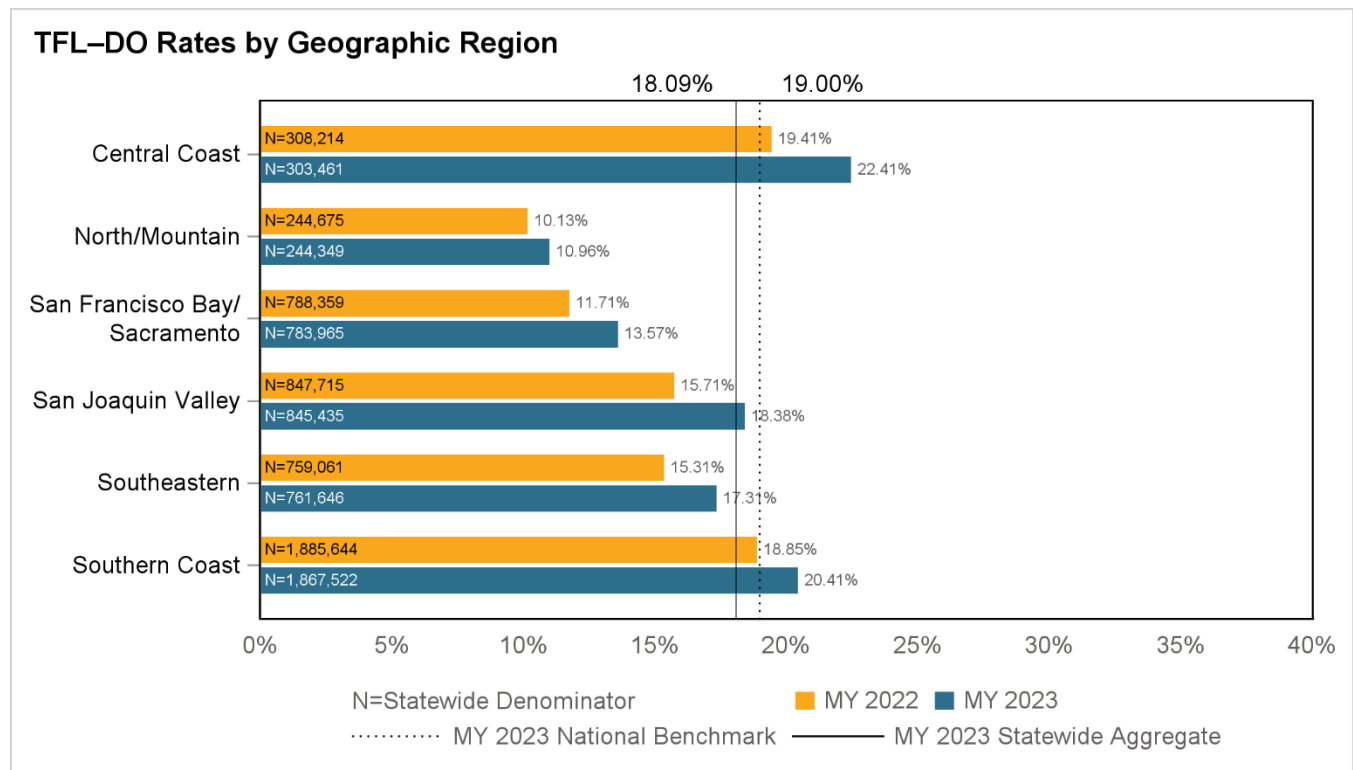 TFL–DO Rates by Geographic Region
18.09% 19.00%
Central Coast
N=308,214 19.41%
N=303,461 22.41%
North/Mountain
N=244,675 10.13%
N=244,349 10.96%
San Francisco Bay/
Sacramento
N=788,359 11.71%
N=783,965 13.57%
San Joaquin Valley
N=847,715 15.71%
N=845,435 18.38%
Southeastern
N=759,061 15.31%
N=761,646 17.31%
Southern Coast
N=1,885,644 18.85%
N=1,867,522 20.41%
0% 5% 10% 15% 20% 25% 30% 35% 40%
N=Statewide Denominator MY 2022 MY 2023
MY 2023 National Benchmark MY 2023 Statewide Aggregate